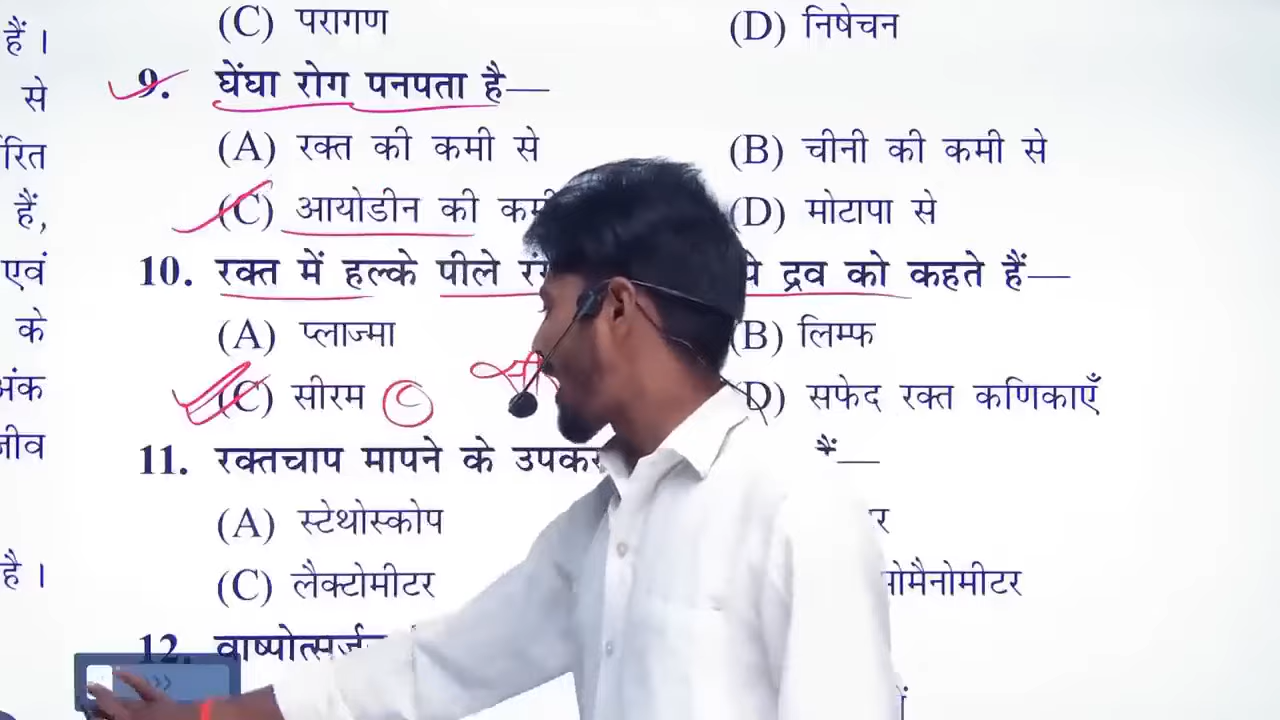 हैं ।
से
रित
हैं,
एवं
के
अंक
जीव
है ।
(C) परागण (D) निषेचन
9. घेंघा रोग पनपता है—
(A) रक्त की कमी से (B) चीनी की कमी से
(C) आयोडीन की (D) मोटापा से
10. रक्त में हल्के पीले द्रव को कहते हैं—
(A) प्लाज्मा (B) लिम्फ
(C) सीरम C सी (D) सफेद रक्त कणिकाएँ
11. रक्तचाप मापने के
(A) स्टेथोस्कोप
(C) लैक्टोमीटर
12.